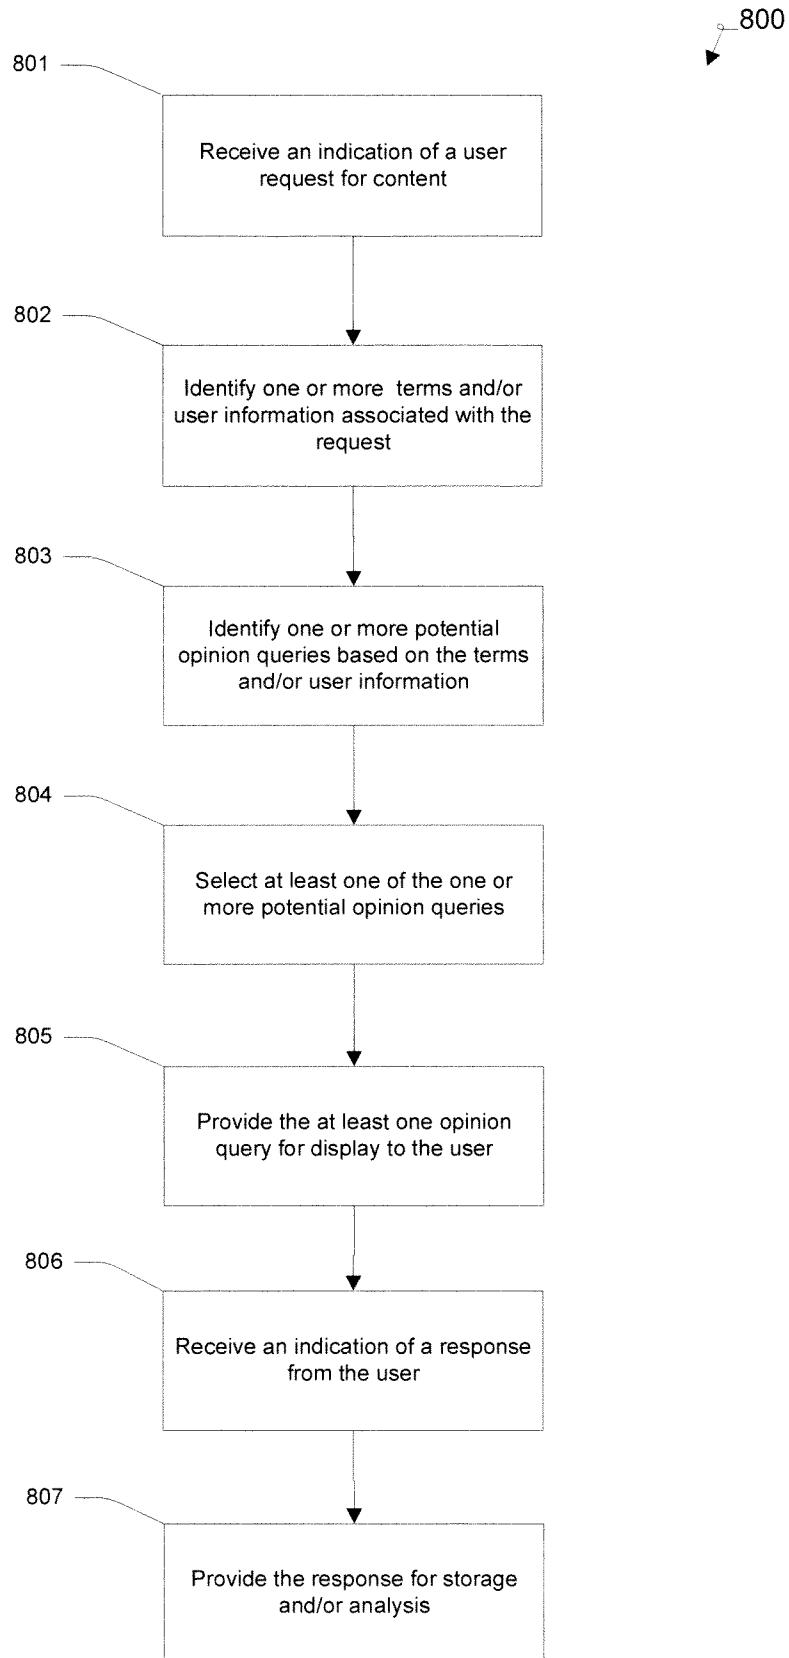 800
801
Receive an indication of a user
request for content
802
Identify one or more terms and/or
user information associated with the
request
803
Identify one or more potential
opinion queries based on the terms
and/or user information
804
Select at least one of the one or
more potential opinion queries
805
Provide the at least one opinion
query for display to the user
806
Receive an indication of a response
from the user
807
Provide the response for storage
and/or analysis